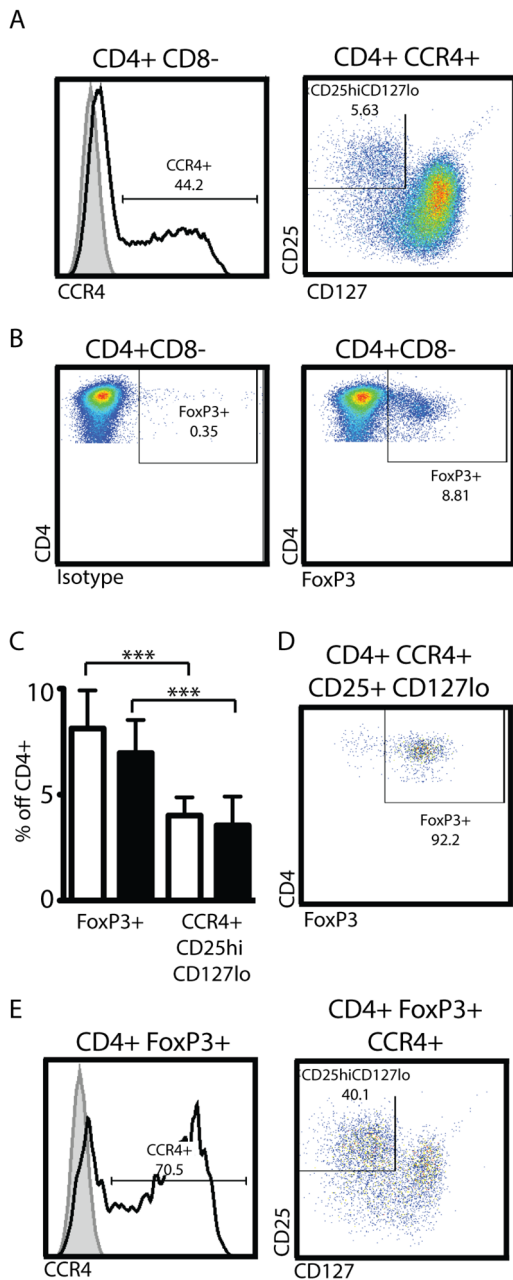 A
CD4+ CD8-
CCR4+
44.2
CCR4
CD4+ CCR4+
CD25hiCD127lo
5.63
CD25
CD127
B
CD4+CD8-
FoxP3+
0.35
CD4
Isotype
CD4+CD8-
FoxP3+
8.81
CD4
FoxP3
C
***
***
% off CD4+
10
5
0
FoxP3+
CCR4+
CD25hi
CD127lo
D
CD4+ CCR4+
CD25+ CD127lo
FoxP3+
92.2
CD4
FoxP3
E
CD4+ FoxP3+
CCR4+
70.5
CCR4
CD4+ FoxP3+
CCR4+
CD25hiCD127lo
40.1
CD25
CD127